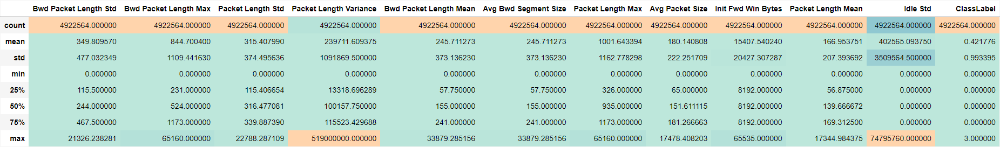 Bwd Packet Length Std Bwd Packet Length Max Packet Length Std Packet Length Variance Bwd Packet Length Mean Avg Bwd Segment Size Packet Length Max Avg Packet Size Init Fwd Win Bytes Packet Length Mean Idle Std ClassLabel
count 4922564.000000 4922564.000000 4922564.000000 4922564.000000 4922564.000000 4922564.000000 4922564.000000 4922564.000000 4922564.000000 4922564.000000 4922564.000000 4922564.000000
mean 349.809570 844.700400 315.407990 239711.609375 245.711273 245.711273 1001.643394 180.140808 15407.540240 166.953751 402565.093750 0.421776
std 477.032349 1109.441630 374.495636 1091869.500000 373.136230 373.136230 1162.778298 222.251709 20427.307287 207.393692 3509564.500000 0.993395
min 0.000000 0.000000 0.000000 0.000000 0.000000 0.000000 0.000000 0.000000 0.000000 0.000000 0.000000 0.000000
25% 115.500000 231.000000 115.406654 13318.696289 57.750000 57.750000 326.000000 65.000000 8192.000000 56.875000 0.000000 0.000000
50% 244.000000 524.000000 316.477081 100157.750000 155.000000 155.000000 935.000000 151.611115 8192.000000 139.666672 0.000000 0.000000
75% 467.500000 1173.000000 339.887390 115523.429688 241.000000 241.000000 1173.000000 181.266663 8192.000000 169.312500 0.000000 0.000000
max 21326.238281 65160.000000 22788.287109 519000000.000000 33879.285156 33879.285156 65160.000000 17478.408203 65535.000000 17344.984375 74795760.000000 3.000000